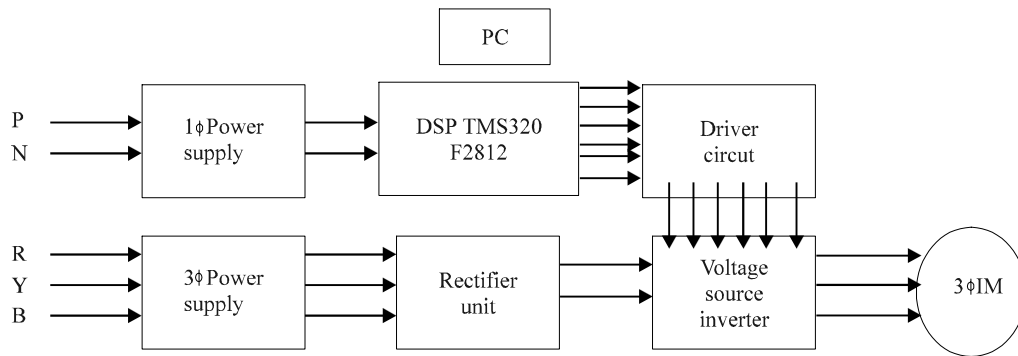 PC
P
N
1ϕPower
supply
DSP TMS320
F2812
Driver
circut
R
Y
B
3ϕPower
supply
Rectifier
unit
Voltage
source
inverter
3ϕIM